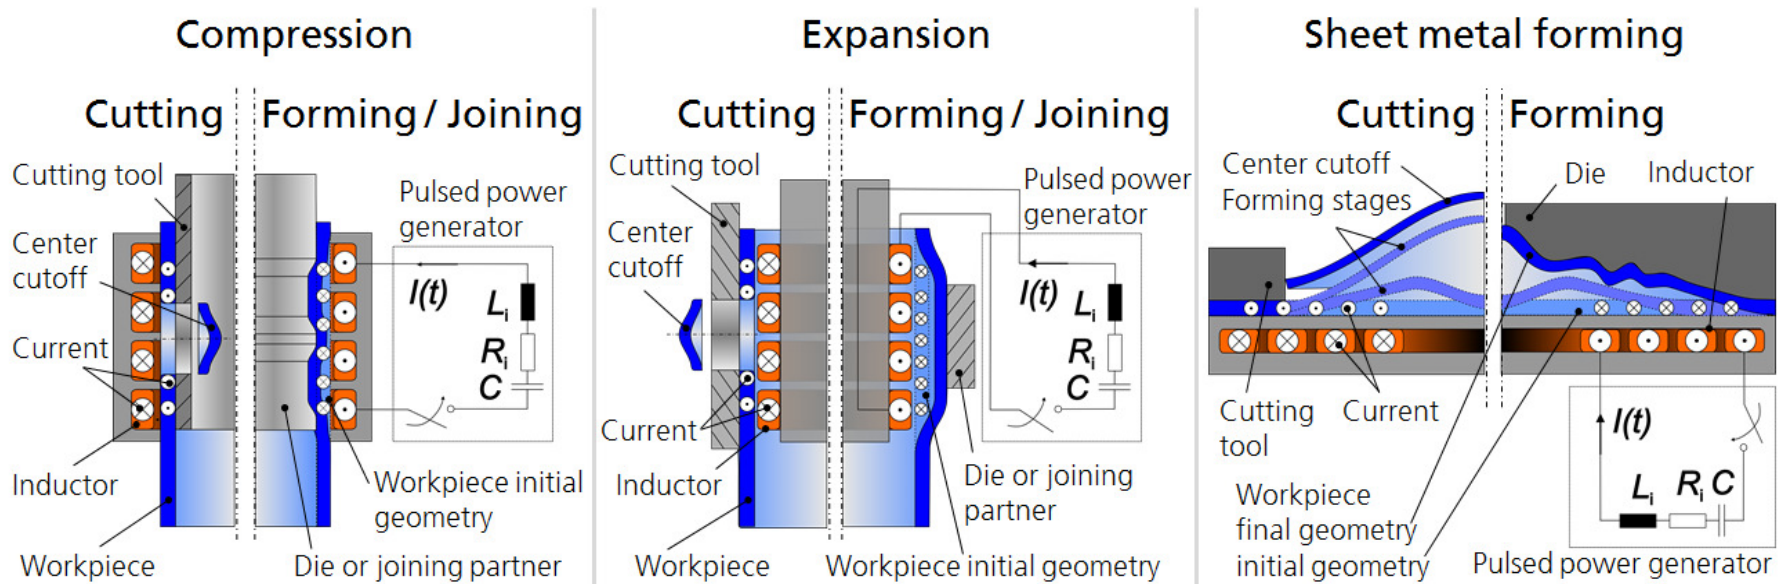 Compression
Cutting
Forming / Joining
Cutting tool
Center
cutoff
Current
Inductor
Workpiece
Pulsed power
generator
I(t)
Li
Ri
C
Workpiece initial
geometry
Die or joining partner
Expansion
Cutting
Forming / Joining
Cutting tool
Center
cutoff
Current
Inductor
Workpiece
Pulsed power
generator
I(t)
Li
Ri
C
Die or joining
partner
Workpiece initial geometry
Sheet metal forming
Cutting
Forming
Center cutoff
Forming stages
Die
Inductor
Cutting
tool
Current
Workpiece
final geometry
initial geometry
I(t)
Li
Ri
C
Pulsed power generator